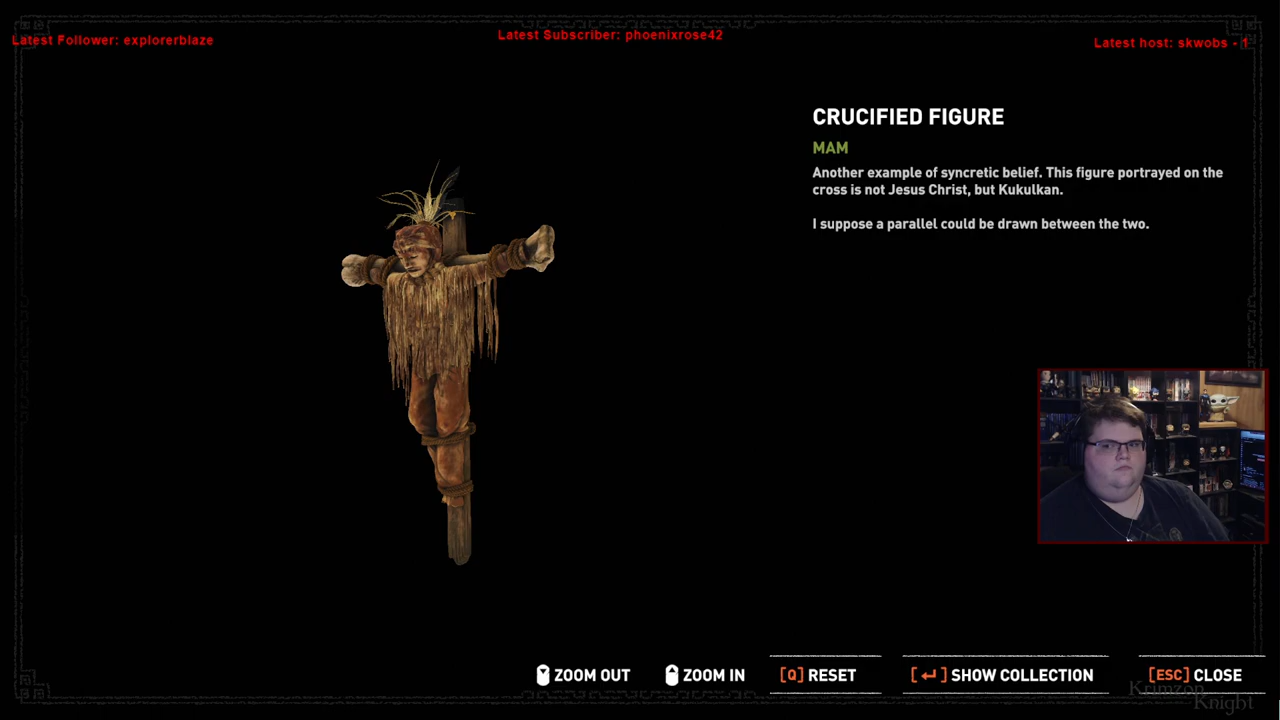 Latest Follower: explorerblaze
Latest Subscriber: phoenixrose42
Latest host: skwobs - 1
CRUCIFIED FIGURE
MAM
Another example of syncretic belief. This figure portrayed on the
cross is not Jesus Christ, but Kukulkan.
I suppose a parallel could be drawn between the two.
ZOOM OUT
ZOOM IN
[Q] RESET
[↵] SHOW COLLECTION
[ESC] CLOSE
Krimzon
Knight